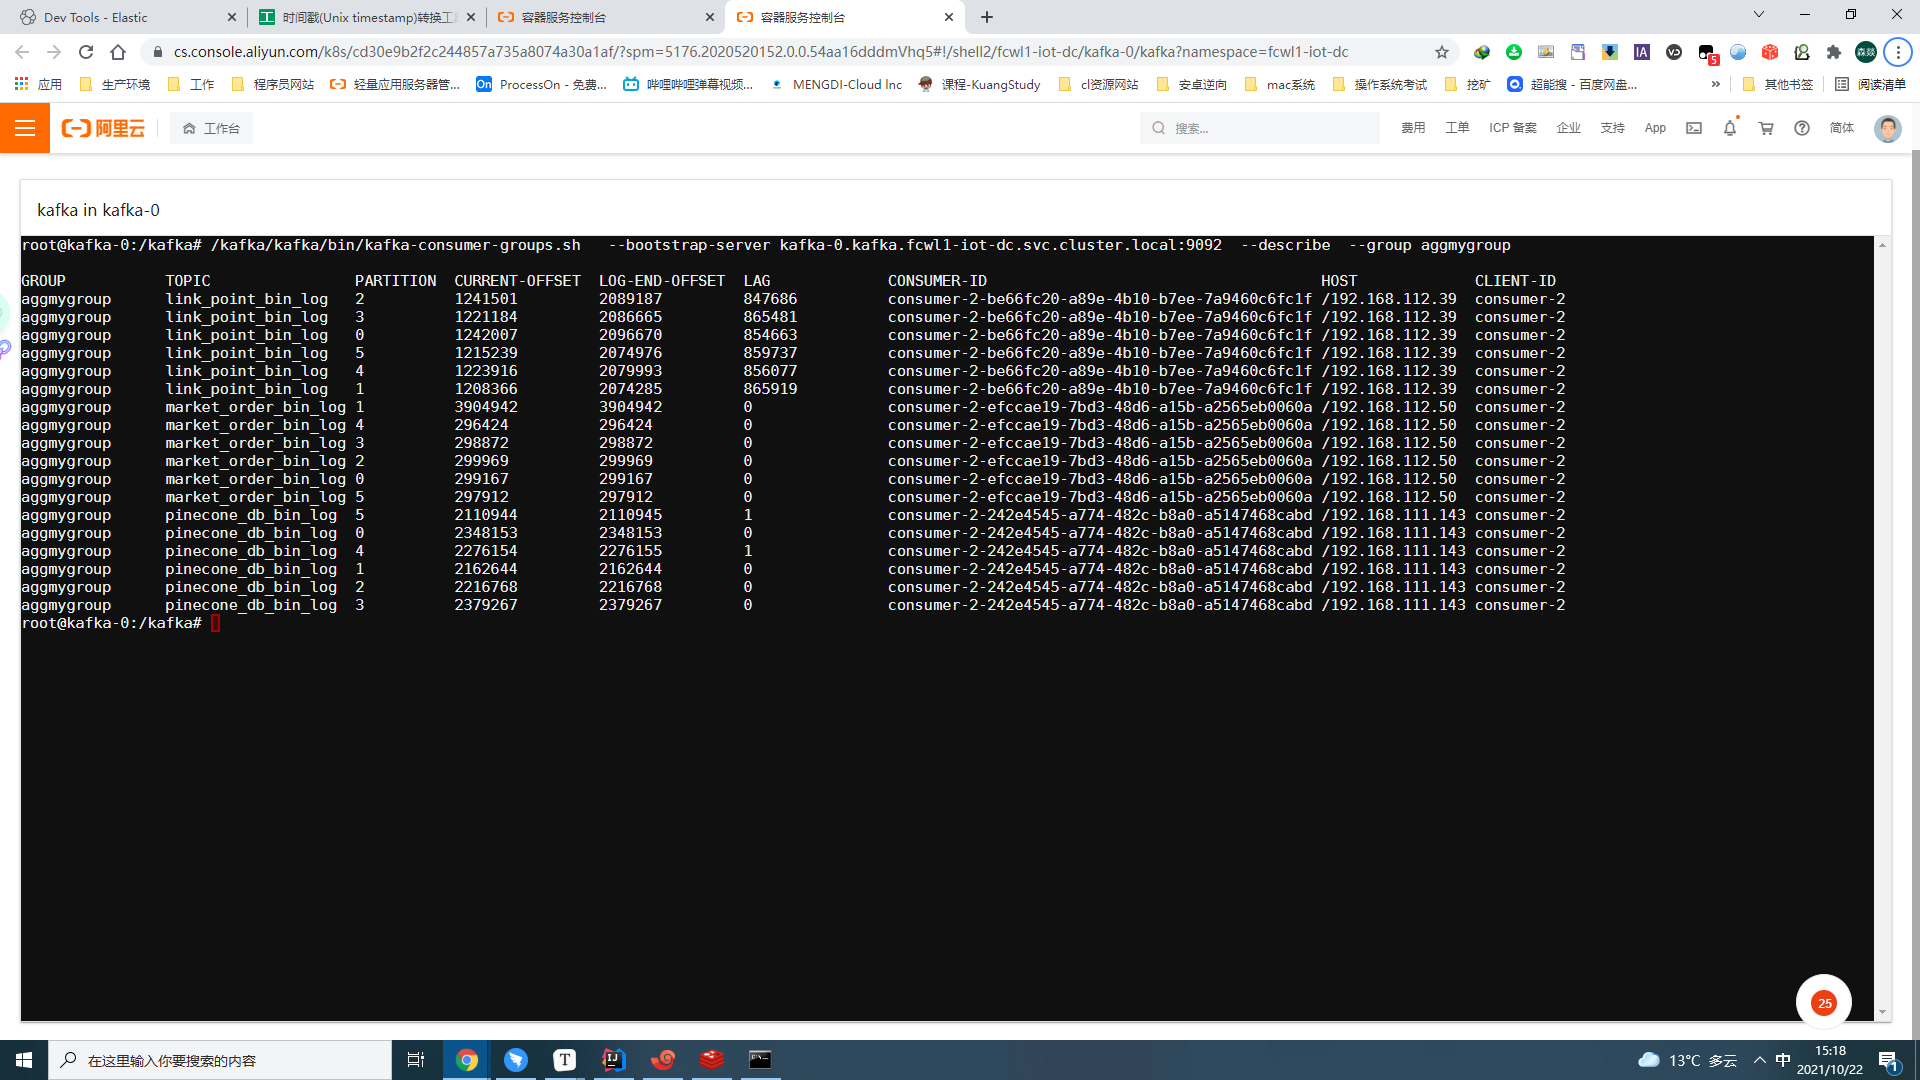 Dev Tools - Elastic
时间戳(Unix timestamp)转换工
容器服务控制台
容器服务控制台
cs.console.aliyun.com/k8s/cd30e9b2f2c244857a735a8074a30a1af/?spm=5176.2020520152.0.0.54aa16dddmVhq5#!/shell2/fcwl1-iot-dc/kafka-0/kafka?namespace=fcwl1-iot-dc
IA
5
森燚
应用
生产环境
工作
程序员网站
轻量应用服务器管...
On ProcessOn - 免费...
哔哩哔哩弹幕视频...
MENGDI-Cloud Inc
课程-KuangStudy
cl资源网站
安卓逆向
mac系统
操作系统考试
挖矿
超能搜 - 百度网盘...
»
其他书签
阅读清单
阿里云
工作台
搜索...
费用
工单
ICP 备案
企业
支持
App
简体
kafka in kafka-0
root@kafka-0:/kafka# /kafka/kafka/bin/kafka-consumer-groups.sh --bootstrap-server kafka-0.kafka.fcwl1-iot-dc.svc.cluster.local:9092 --describe --group aggmygroup
GROUP TOPIC PARTITION CURRENT-OFFSET LOG-END-OFFSET LAG CONSUMER-ID HOST CLIENT-ID
aggmygroup link_point_bin_log 2 1241501 2089187 847686 consumer-2-be66fc20-a89e-4b10-b7ee-7a9460c6fc1f /192.168.112.39 consumer-2
aggmygroup link_point_bin_log 3 1221184 2086665 865481 consumer-2-be66fc20-a89e-4b10-b7ee-7a9460c6fc1f /192.168.112.39 consumer-2
aggmygroup link_point_bin_log 0 1242007 2096670 854663 consumer-2-be66fc20-a89e-4b10-b7ee-7a9460c6fc1f /192.168.112.39 consumer-2
aggmygroup link_point_bin_log 5 1215239 2074976 859737 consumer-2-be66fc20-a89e-4b10-b7ee-7a9460c6fc1f /192.168.112.39 consumer-2
aggmygroup link_point_bin_log 4 1223916 2079993 856077 consumer-2-be66fc20-a89e-4b10-b7ee-7a9460c6fc1f /192.168.112.39 consumer-2
aggmygroup link_point_bin_log 1 1208366 2074285 865919 consumer-2-be66fc20-a89e-4b10-b7ee-7a9460c6fc1f /192.168.112.39 consumer-2
aggmygroup market_order_bin_log 1 3904942 3904942 0 consumer-2-efccae19-7bd3-48d6-a15b-a2565eb0060a /192.168.112.50 consumer-2
aggmygroup market_order_bin_log 4 296424 296424 0 consumer-2-efccae19-7bd3-48d6-a15b-a2565eb0060a /192.168.112.50 consumer-2
aggmygroup market_order_bin_log 3 298872 298872 0 consumer-2-efccae19-7bd3-48d6-a15b-a2565eb0060a /192.168.112.50 consumer-2
aggmygroup market_order_bin_log 2 299969 299969 0 consumer-2-efccae19-7bd3-48d6-a15b-a2565eb0060a /192.168.112.50 consumer-2
aggmygroup market_order_bin_log 0 299167 299167 0 consumer-2-efccae19-7bd3-48d6-a15b-a2565eb0060a /192.168.112.50 consumer-2
aggmygroup market_order_bin_log 5 297912 297912 0 consumer-2-efccae19-7bd3-48d6-a15b-a2565eb0060a /192.168.112.50 consumer-2
aggmygroup pinecone_db_bin_log 5 2110944 2110945 1 consumer-2-242e4545-a774-482c-b8a0-a5147468cabd /192.168.111.143 consumer-2
aggmygroup pinecone_db_bin_log 0 2348153 2348153 0 consumer-2-242e4545-a774-482c-b8a0-a5147468cabd /192.168.111.143 consumer-2
aggmygroup pinecone_db_bin_log 4 2276154 2276155 1 consumer-2-242e4545-a774-482c-b8a0-a5147468cabd /192.168.111.143 consumer-2
aggmygroup pinecone_db_bin_log 1 2162644 2162644 0 consumer-2-242e4545-a774-482c-b8a0-a5147468cabd /192.168.111.143 consumer-2
aggmygroup pinecone_db_bin_log 2 2216768 2216768 0 consumer-2-242e4545-a774-482c-b8a0-a5147468cabd /192.168.111.143 consumer-2
aggmygroup pinecone_db_bin_log 3 2379267 2379267 0 consumer-2-242e4545-a774-482c-b8a0-a5147468cabd /192.168.111.143 consumer-2
root@kafka-0:/kafka#
25
在这里输入你要搜索的内容
T
IJ
13°C 多云
中
15:18
2021/10/22
1